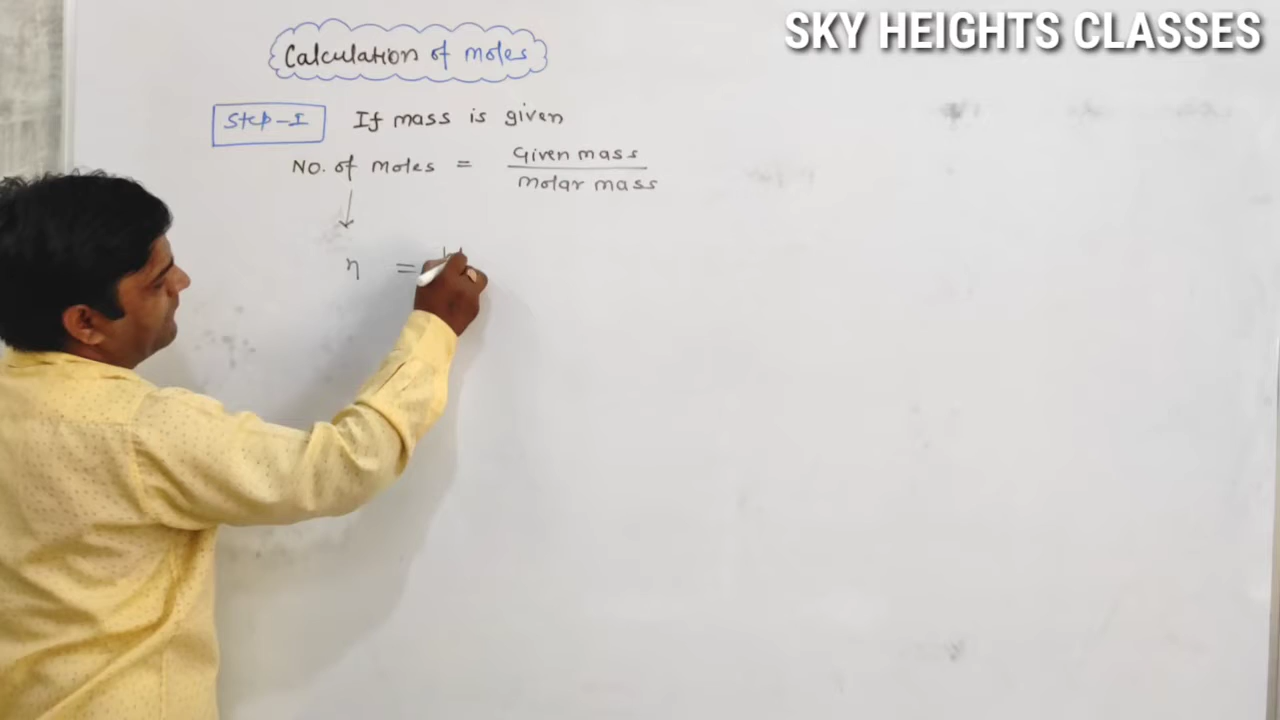 SKY HEIGHTS CLASSES
Calculation of moles
Step-I If mass is given
No. of moles = Given mass
molar mass
n =